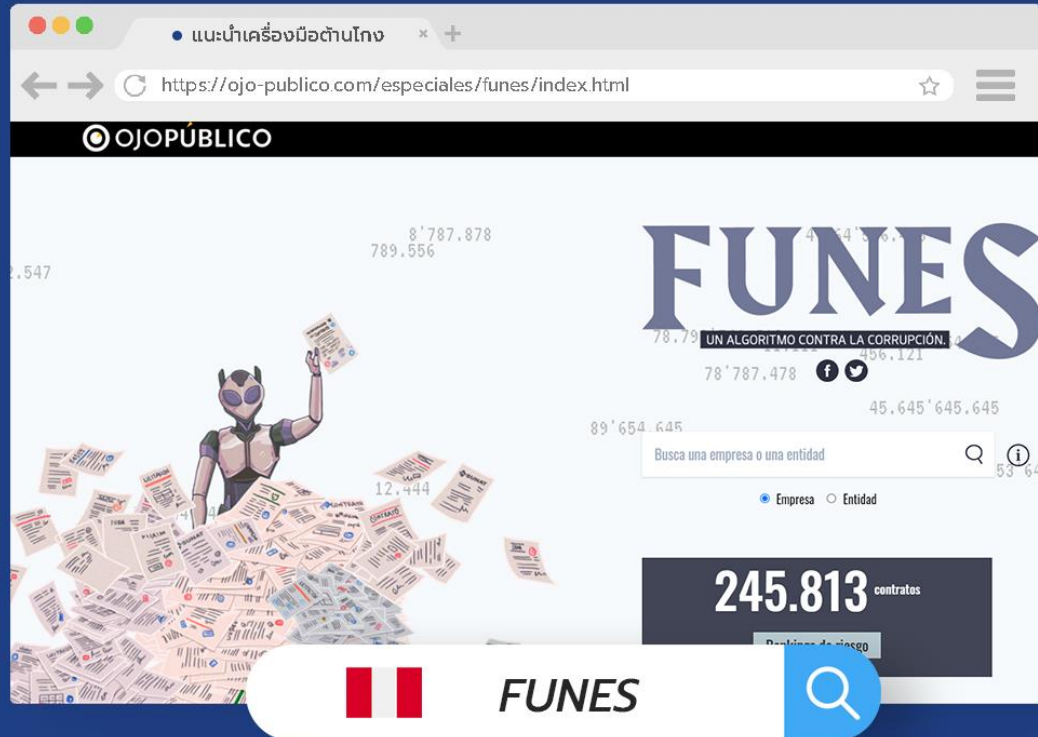 แนะนำเครื่องมือต้านโกง
https://ojo-publico.com/especiales/funes/index.html
OJOPÚBLICO
8'787.878
789.556
FUNES
UN ALGORITMO CONTRA LA CORRUPCIÓN.
456.121
78'787.478
45.645'645.645
89'654.645
Busca una empresa o una entidad
12.444
Empresa
Entidad
245.813 contratos
Rankings de riesgo
FUNES